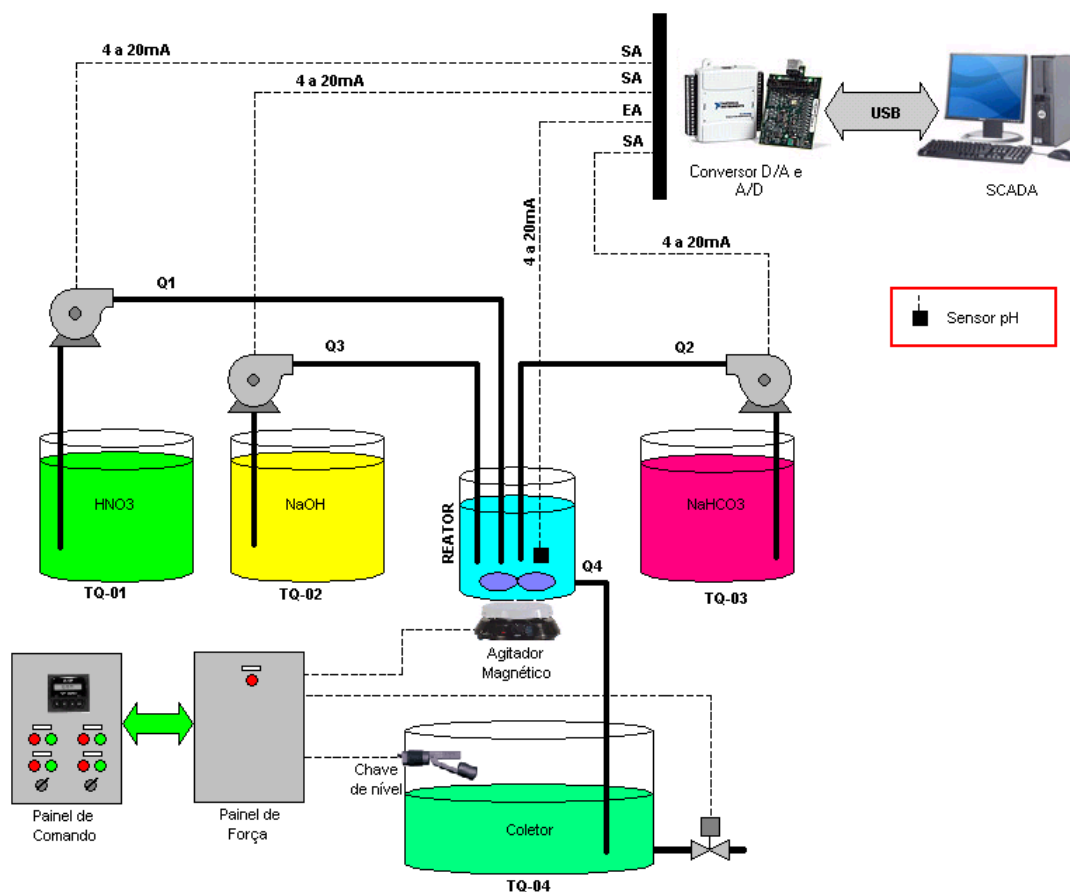 4 a 20mA
SA
4 a 20mA
SA
EA
SA
USB
Conversor D/A e
A/D
SCADA
4 a 20mA
4 a 20mA
Q1
Q3
Q2
Sensor pH
HNO3
NaOH
REATOR
NaHCO3
Q4
TQ-01
TQ-02
TQ-03
Agitador
Magnético
Chave
de nível
Coletor
Painel de
Comando
Painel de
Força
TQ-04